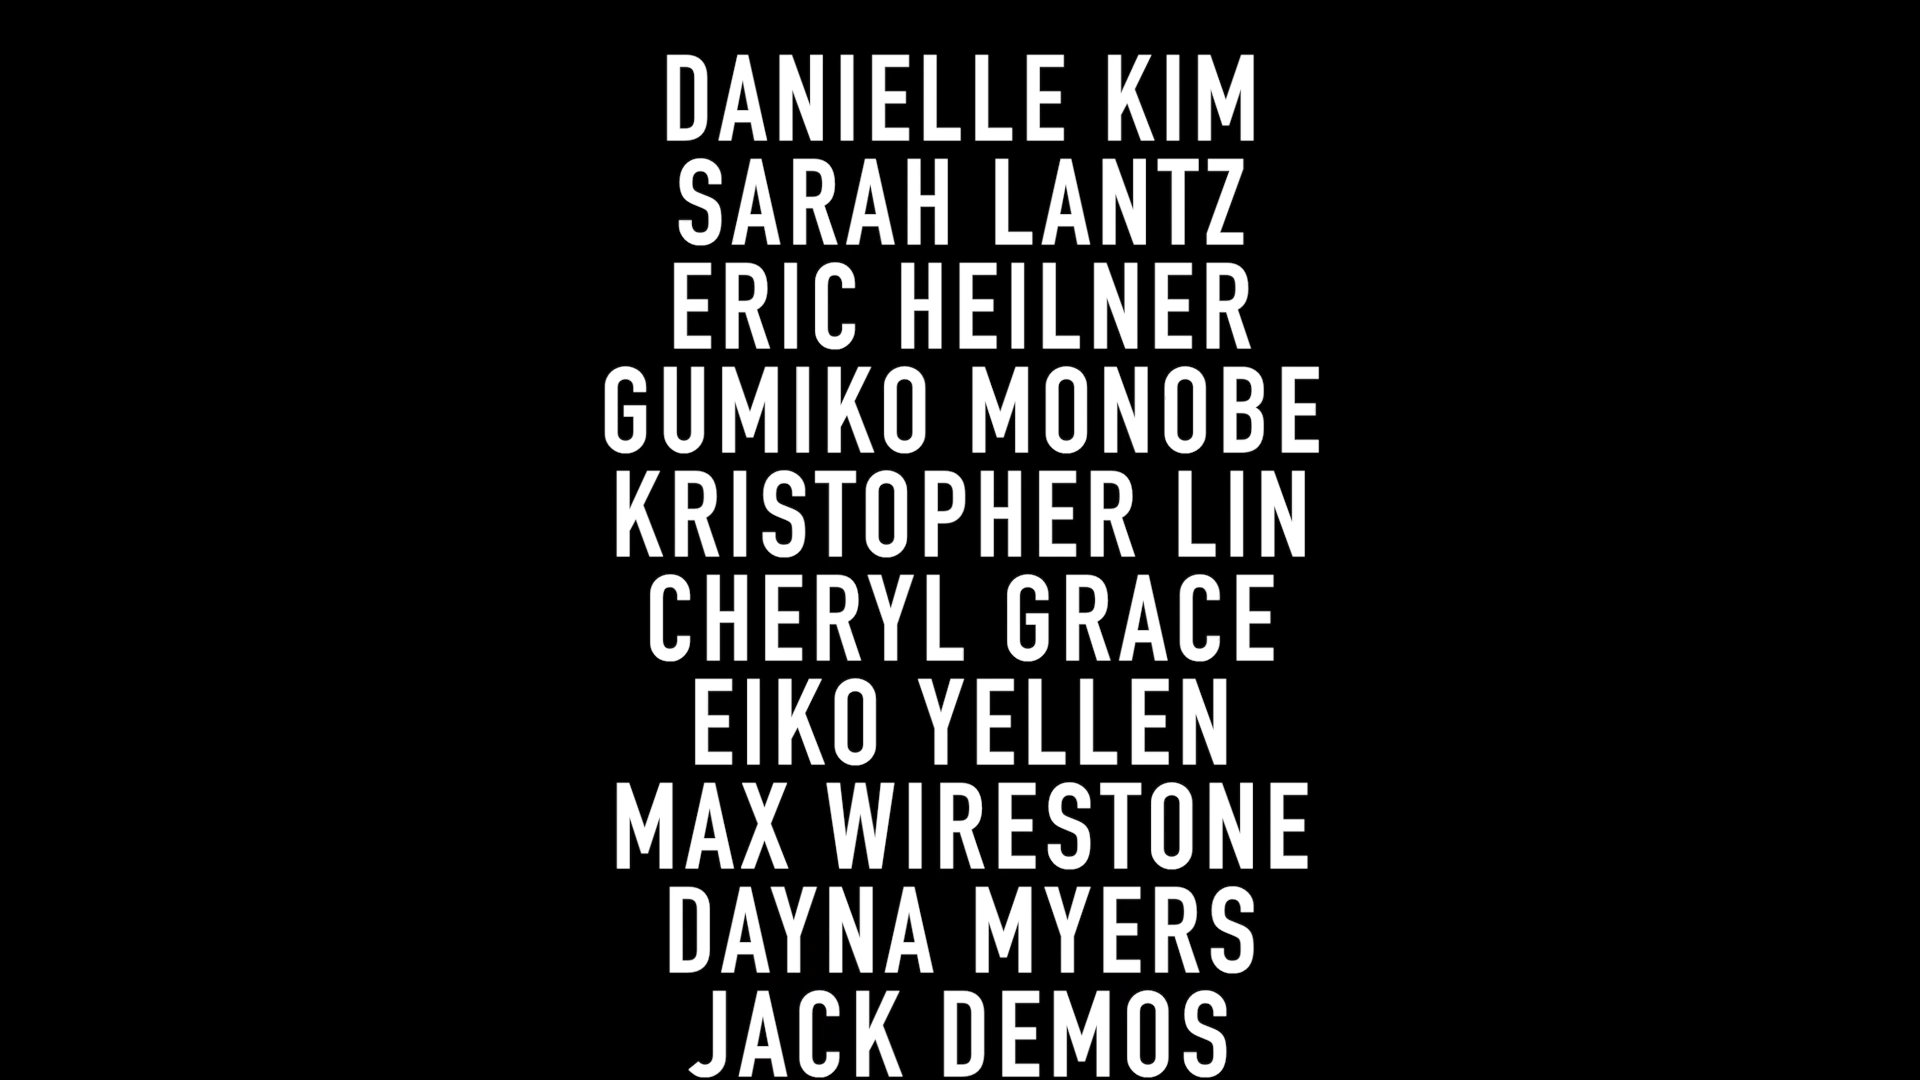 DANIELLE KIM
SARAH LANTZ
ERIC HEILNER
GUMIKO MONOBE
KRISTOPHER LIN
CHERYL GRACE
EIKO YELLEN
MAX WIRESTONE
DAYNA MYERS
JACK DEMOS